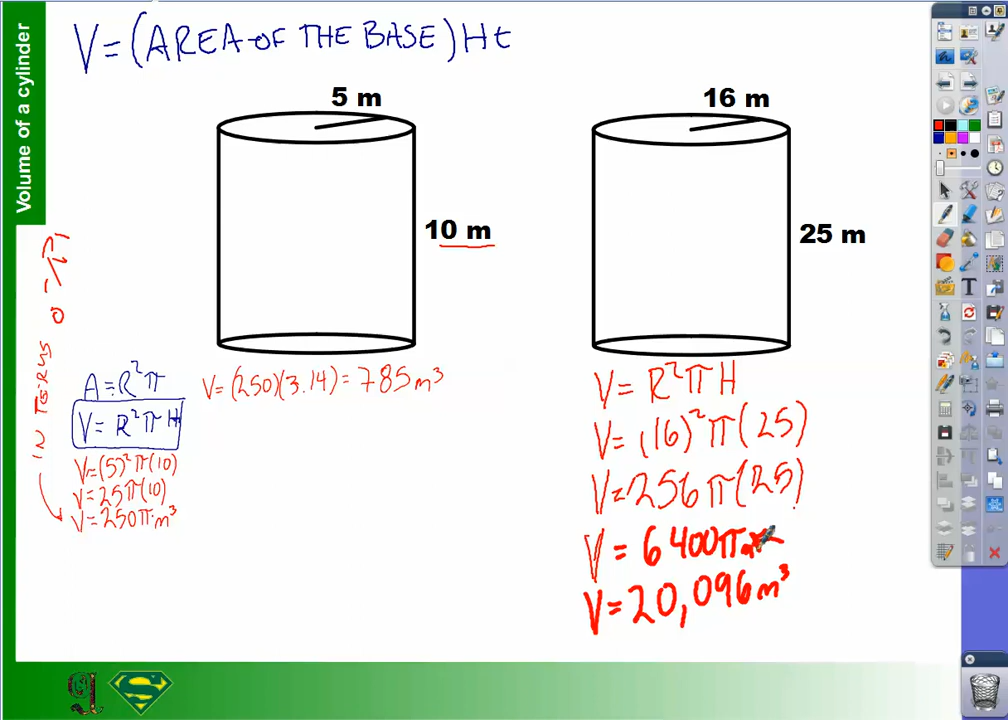 V = (AREA OF THE BASE) Ht
Volume of a cylinder
5 m
10 m
16 m
25 m
IN TERMS OF PI
A = R²π
V = R²πH
V=(5)²π(10)
V=25π(10)
V=250π m³
V=(250)(3.14) = 785m³
V = R²πH
V=(16)²π(25)
V=256π(25)
V = 6400π
V=20,096m³
g
S
T